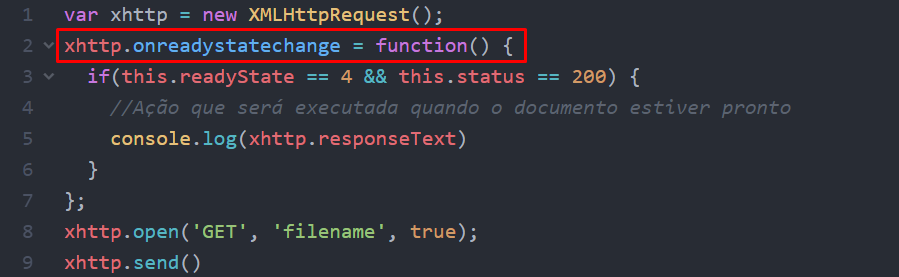 1 var xhttp = new XMLHttpRequest();
2 xhttp.onreadystatechange = function() {
3 if(this.readyState == 4 && this.status == 200) {
4 //Ação que será executada quando o documento estiver pronto
5 console.log(xhttp.responseText)
6 }
7 };
8 xhttp.open('GET', 'filename', true);
9 xhttp.send()